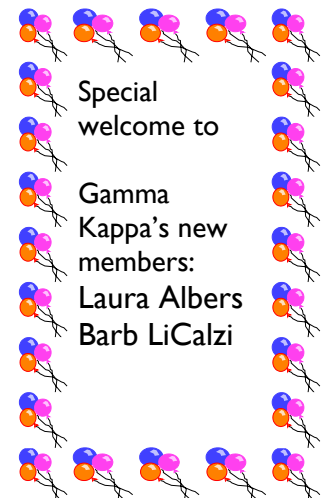 Special
welcome to
Gamma
Kappa’s new
members:
Laura Albers
Barb LiCalzi